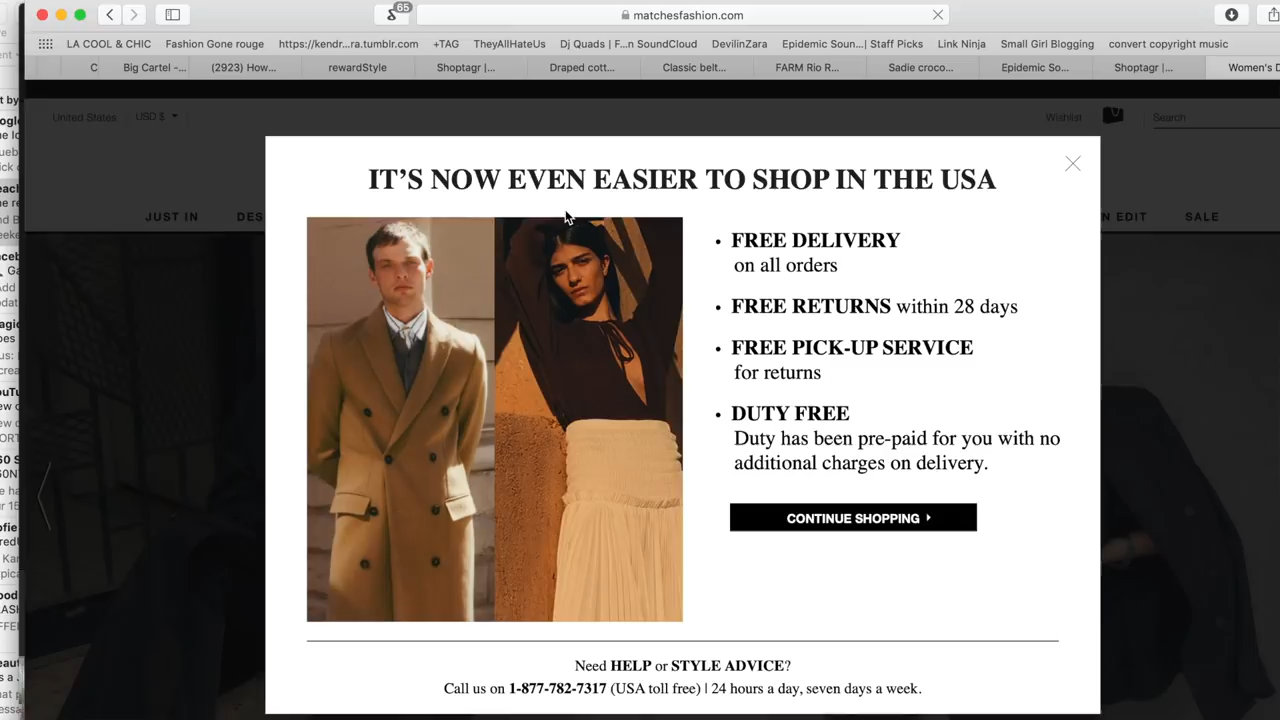 65
matchesfashion.com
LA COOL & CHIC Fashion Gone rouge https://kendr...ra.tumblr.com +TAG TheyAllHateUs Dj Quads | F...n SoundCloud DevilinZara Epidemic Soun...| Staff Picks Link Ninja Small Girl Blogging convert copyright music
C Big Cartel -... (2923) How... rewardStyle Shoptagr |... Draped cott... Classic belt... FARM Rio R... Sadie croco... Epidemic So... Shoptagr |... Women's D
United States USD $ Wishlist Search
JUST IN DES N EDIT SALE
IT'S NOW EVEN EASIER TO SHOP IN THE USA
• FREE DELIVERY
on all orders
• FREE RETURNS within 28 days
• FREE PICK-UP SERVICE
for returns
• DUTY FREE
Duty has been pre-paid for you with no
additional charges on delivery.
CONTINUE SHOPPING
Need HELP or STYLE ADVICE?
Call us on 1-877-782-7317 (USA toll free) | 24 hours a day, seven days a week.